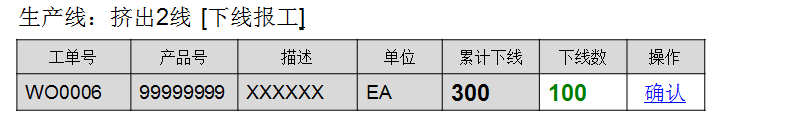 生产线：挤出2线 [下线报工]
工单号 产品号 描述 单位 累计下线 下线数 操作
WO0006 99999999 XXXXXX EA 300 100 确认